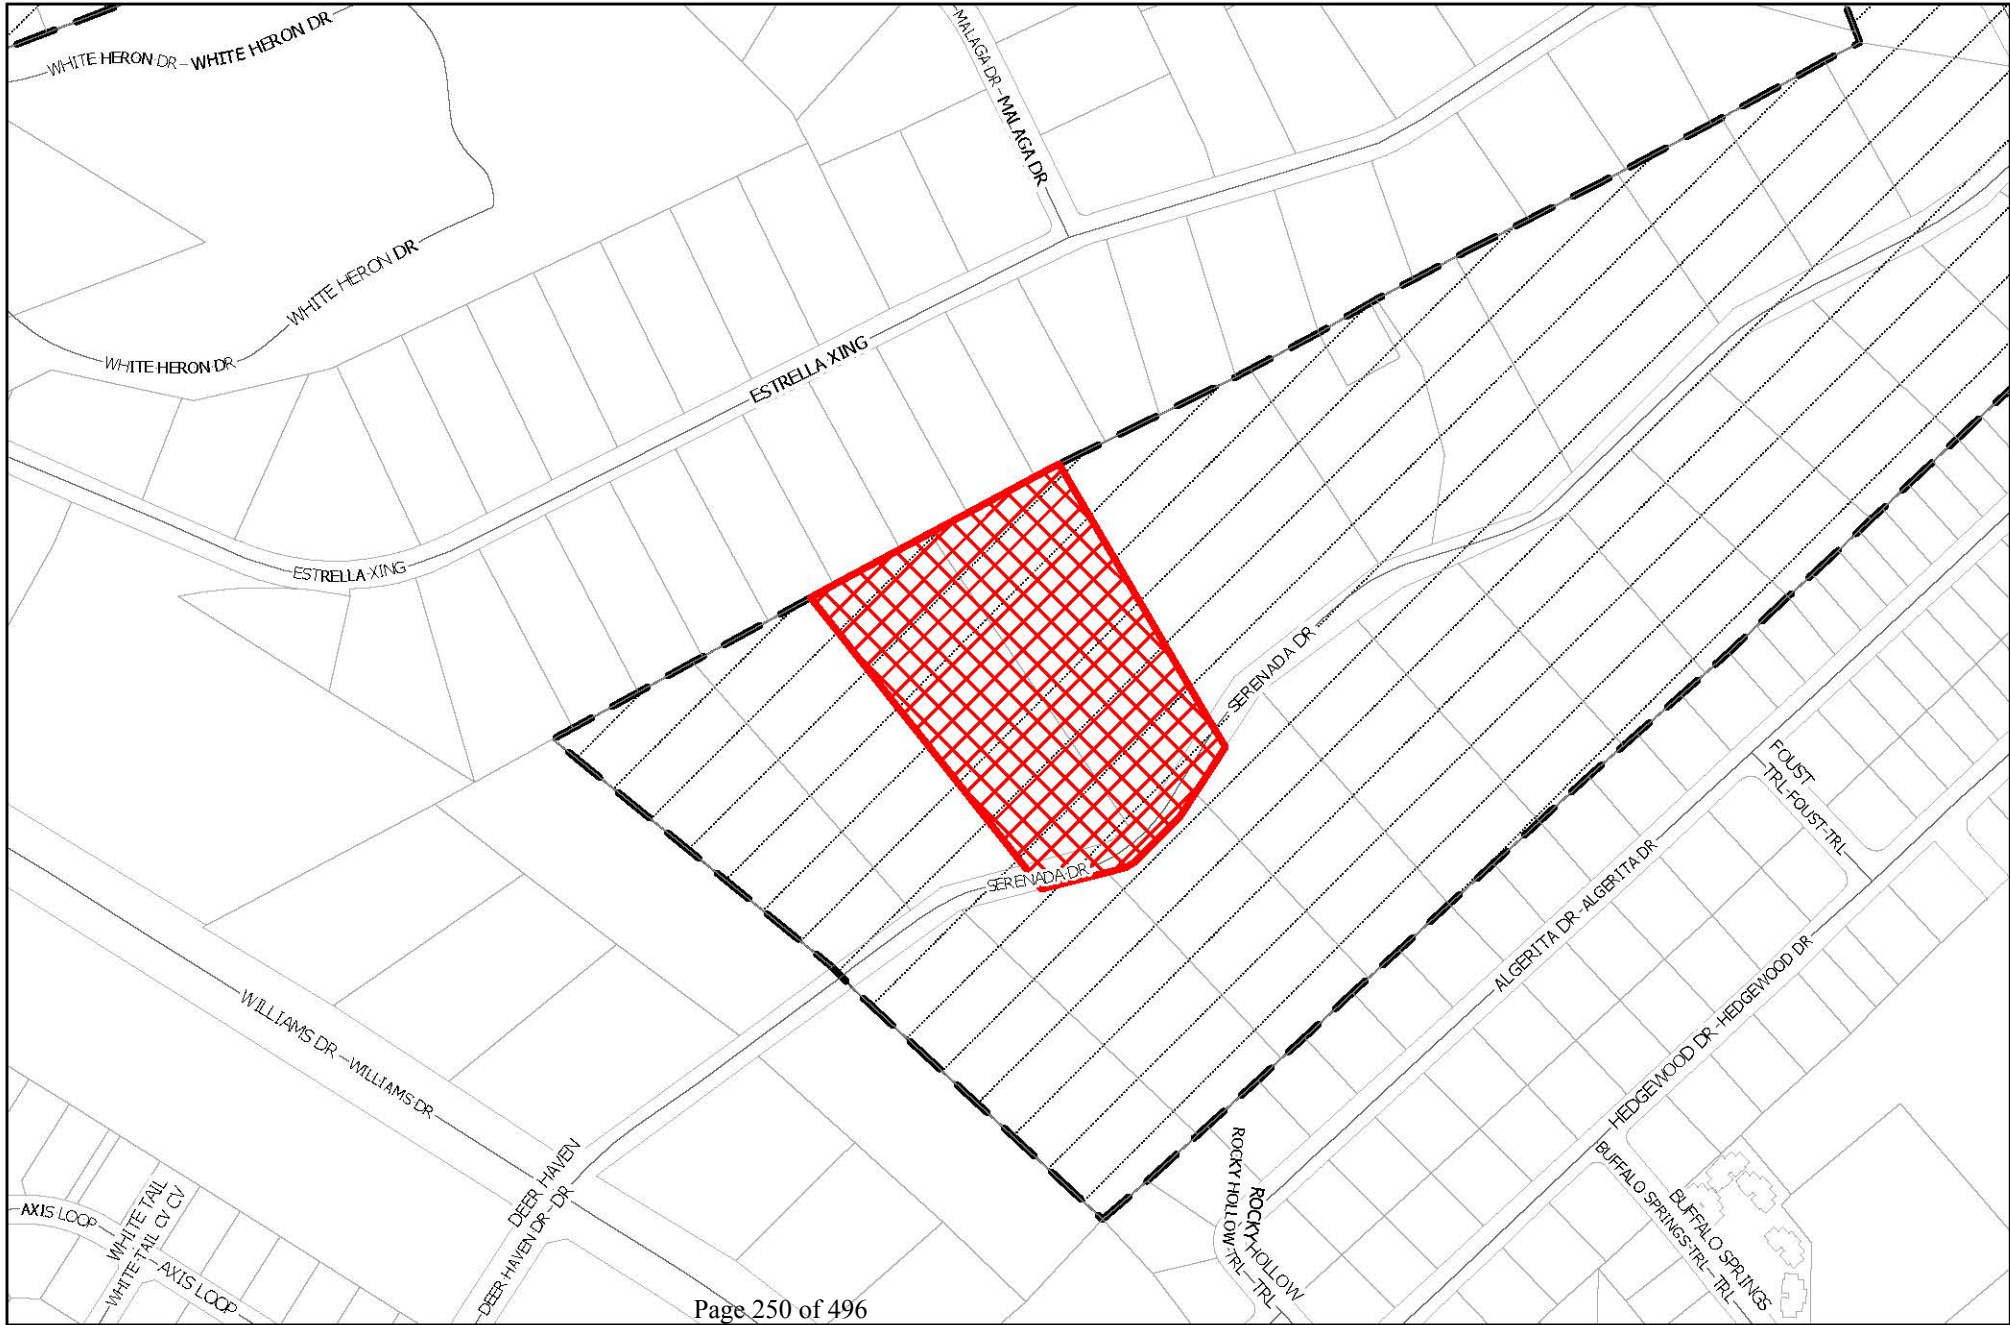 WHITE HERON DR
WHITE HERON DR
MALAGA DR
MALAGA DR
WHITE HERON DR
WHITE HERON DR
ESTRELLA XING
ESTRELLA XING
SERENADA DR
SERENADA DR
FOUST
TRL
FOUST TRL
ALGERITA DR
ALGERITA DR
HEDGEWOOD DR
HEDGEWOOD DR
WILLIAMS DR
WILLIAMS DR
DEER HAVEN
DR
DEER HAVEN DR
ROCKY HOLLOW
TRL
ROCKY HOLLOW TRL
BUFFALO SPRINGS
TRL
BUFFALO SPRINGS TRL
AXIS LOOP
WHITE TAIL
CV
WHITE TAIL CV
AXIS LOOP
Page 250 of 496